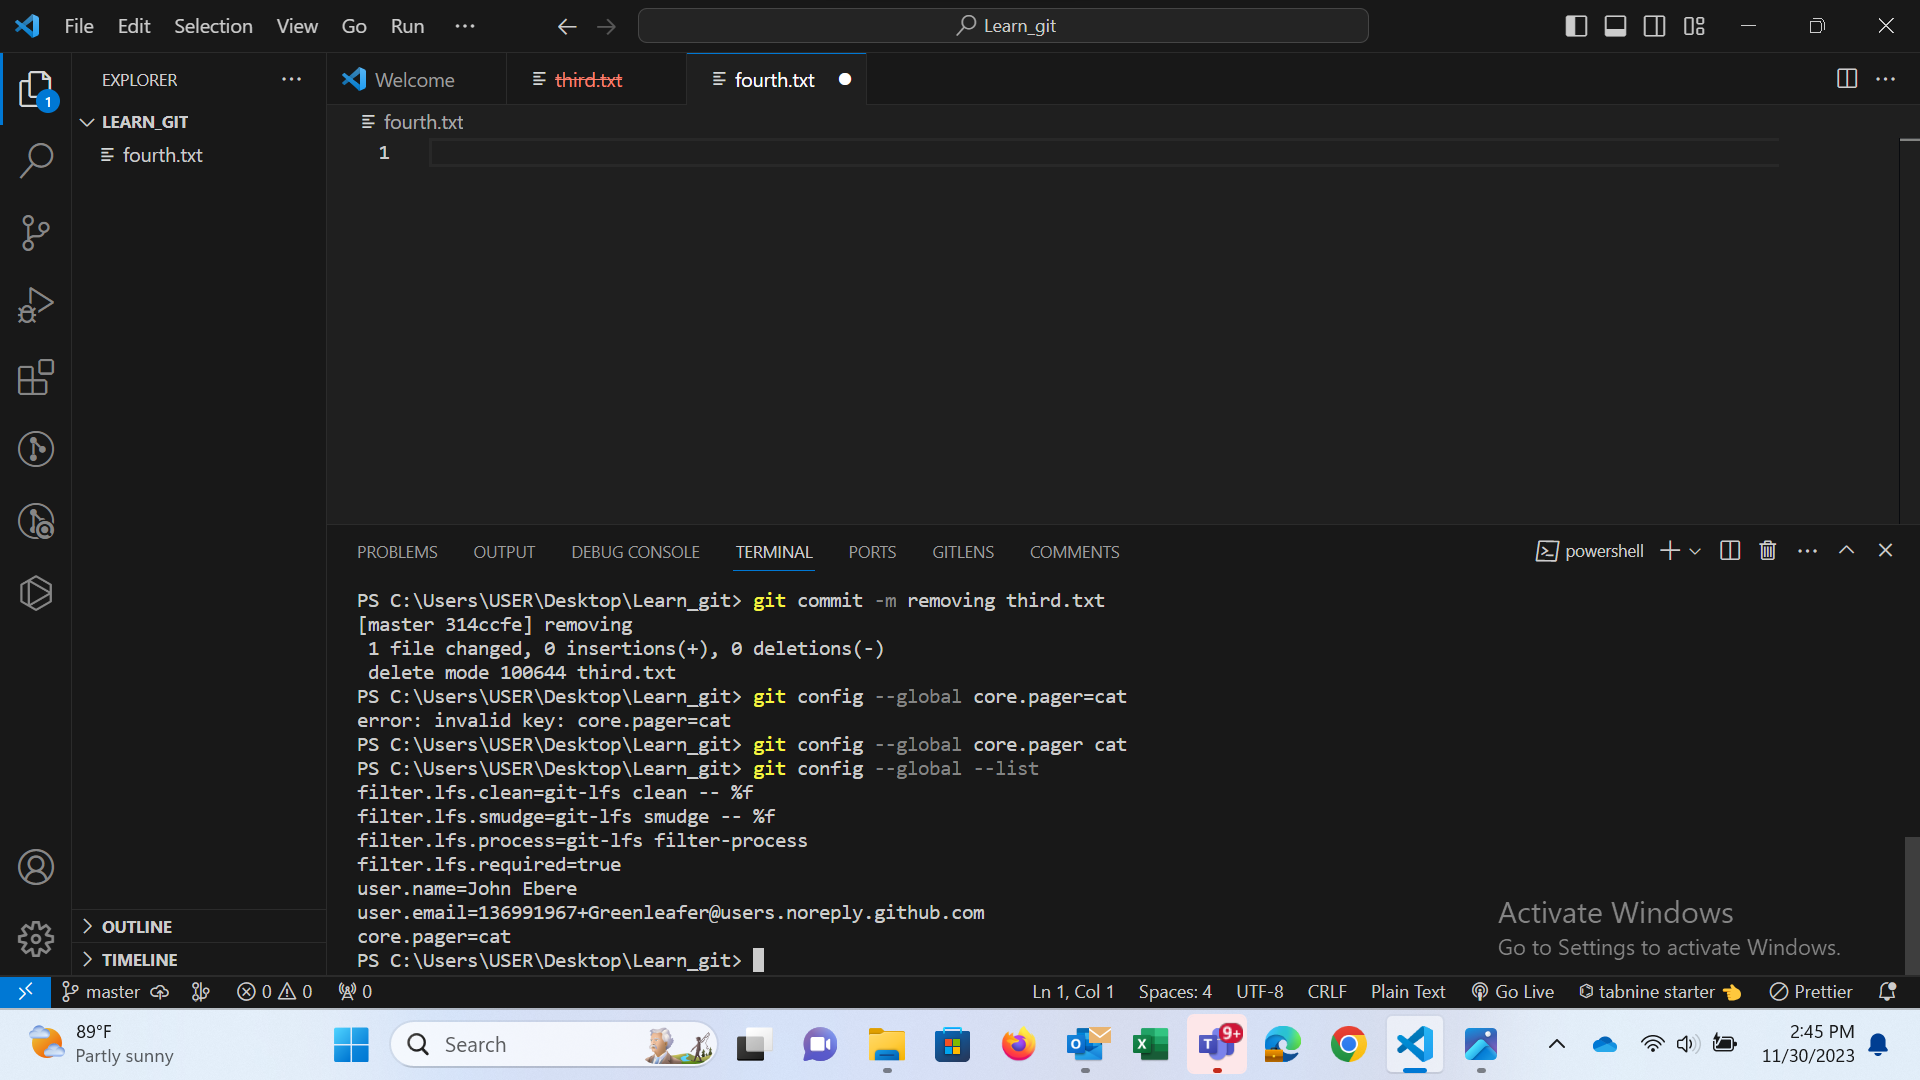 File Edit Selection View Go Run ··· Learn_git
EXPLORER ···
Welcome third.txt fourth.txt
LEARN_GIT
fourth.txt
fourth.txt
1
1
PROBLEMS OUTPUT DEBUG CONSOLE TERMINAL PORTS GITLENS COMMENTS powershell
PS C:\Users\USER\Desktop\Learn_git> git commit -m removing third.txt
[master 314ccfe] removing
 1 file changed, 0 insertions(+), 0 deletions(-)
 delete mode 100644 third.txt
PS C:\Users\USER\Desktop\Learn_git> git config --global core.pager=cat
error: invalid key: core.pager=cat
PS C:\Users\USER\Desktop\Learn_git> git config --global core.pager cat
PS C:\Users\USER\Desktop\Learn_git> git config --global --list
filter.lfs.clean=git-lfs clean -- %f
filter.lfs.smudge=git-lfs smudge -- %f
filter.lfs.process=git-lfs filter-process
filter.lfs.required=true
user.name=John Ebere
user.email=136991967+Greenleafer@users.noreply.github.com
core.pager=cat
PS C:\Users\USER\Desktop\Learn_git>
OUTLINE
TIMELINE
Activate Windows
Go to Settings to activate Windows.
master 0 0 0 Ln 1, Col 1 Spaces: 4 UTF-8 CRLF Plain Text Go Live tabnine starter Prettier
89°F
Partly sunny
Search
9+
2:45 PM
11/30/2023